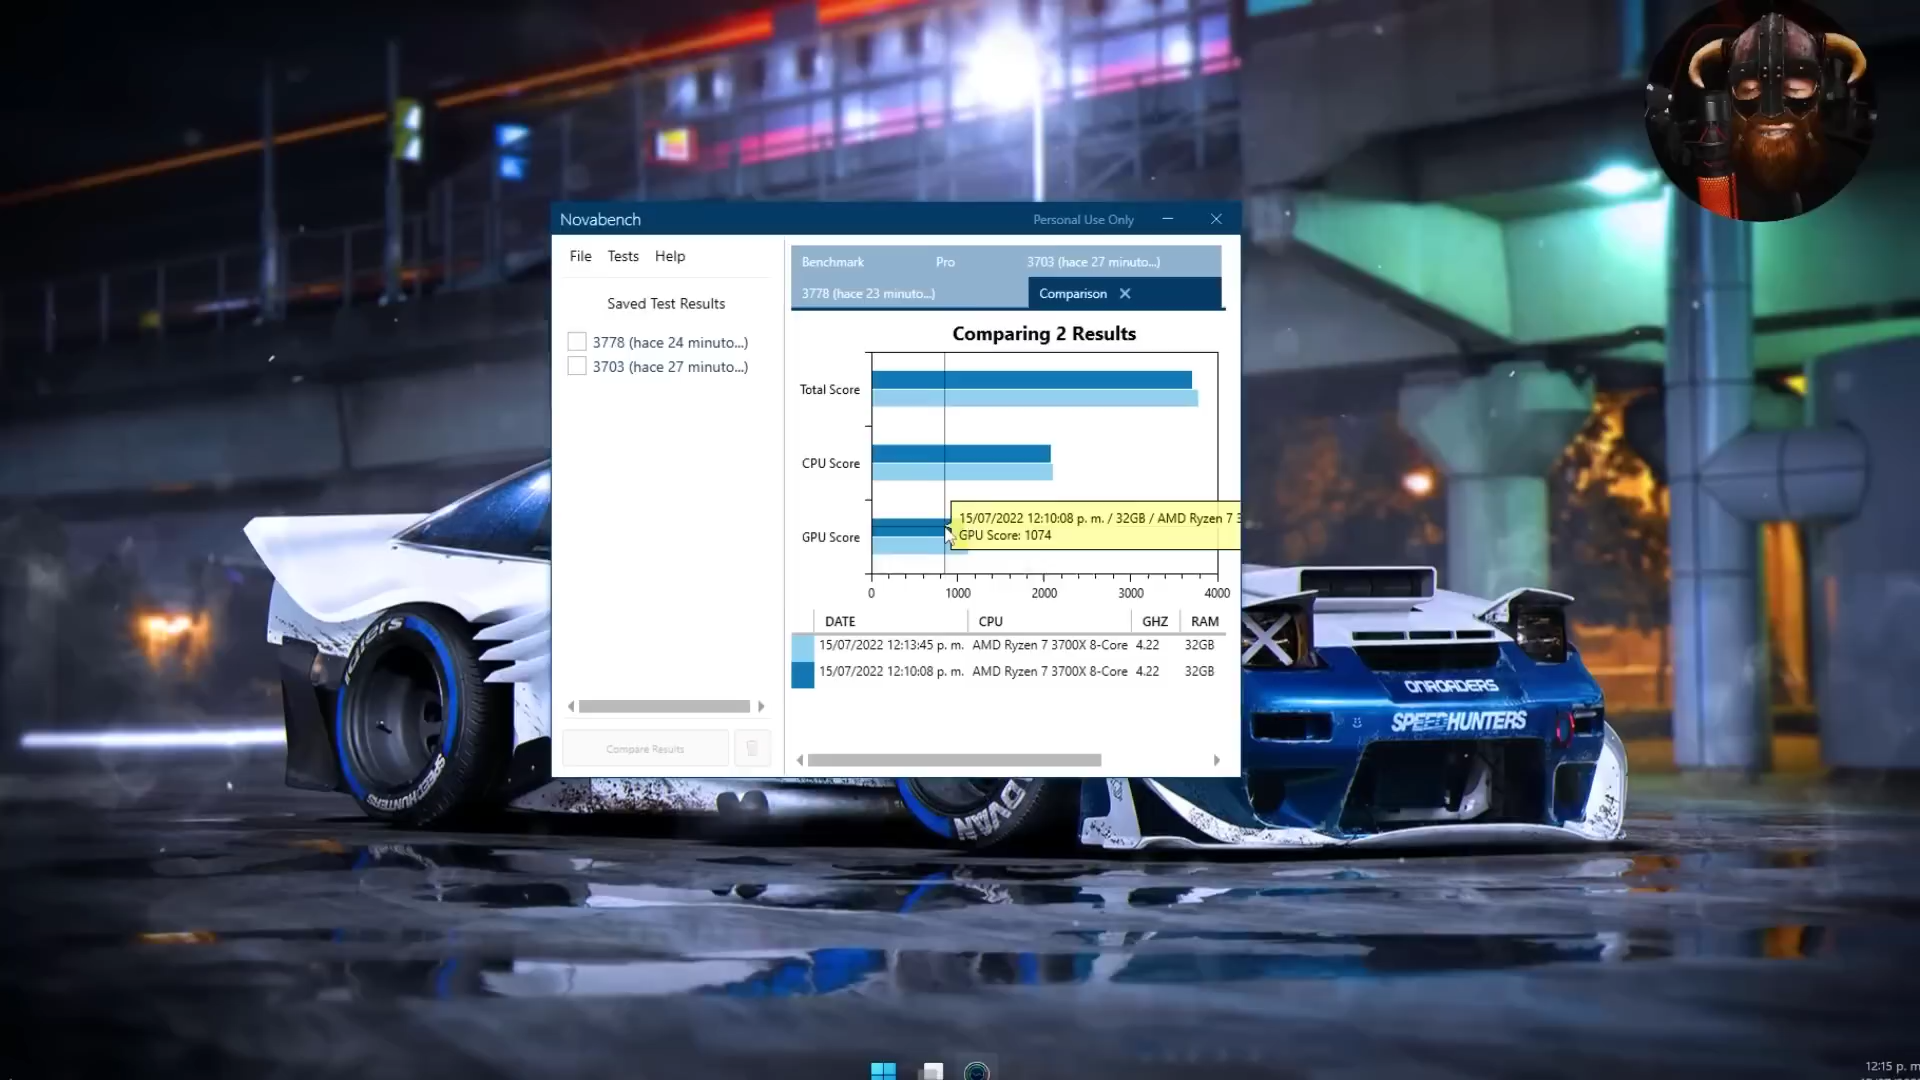 Novabench
Personal Use Only
File Tests Help
Saved Test Results
3778 (hace 24 minuto...)
3703 (hace 27 minuto...)
Compare Results
Benchmark Pro 3703 (hace 27 minuto...)
3778 (hace 23 minuto...) Comparison
Comparing 2 Results
Total Score
CPU Score
GPU Score
15/07/2022 12:10:08 p. m. / 32GB / AMD Ryzen 7 3
GPU Score: 1074
0 1000 2000 3000 4000
DATE CPU GHZ RAM
15/07/2022 12:13:45 p. m. AMD Ryzen 7 3700X 8-Core 4.22 32GB
15/07/2022 12:10:08 p. m. AMD Ryzen 7 3700X 8-Core 4.22 32GB
ONROADERS
SPEEDHUNTERS
SPEEDHUNTERS
ADVAN
12:15 p. m